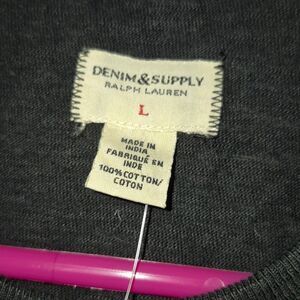 DENIM&SUPPLY
RALPH LAUREN
L
MADE IN
INDIA
FABRIQUÉ EN
INDE
100% COTTON/
COTON